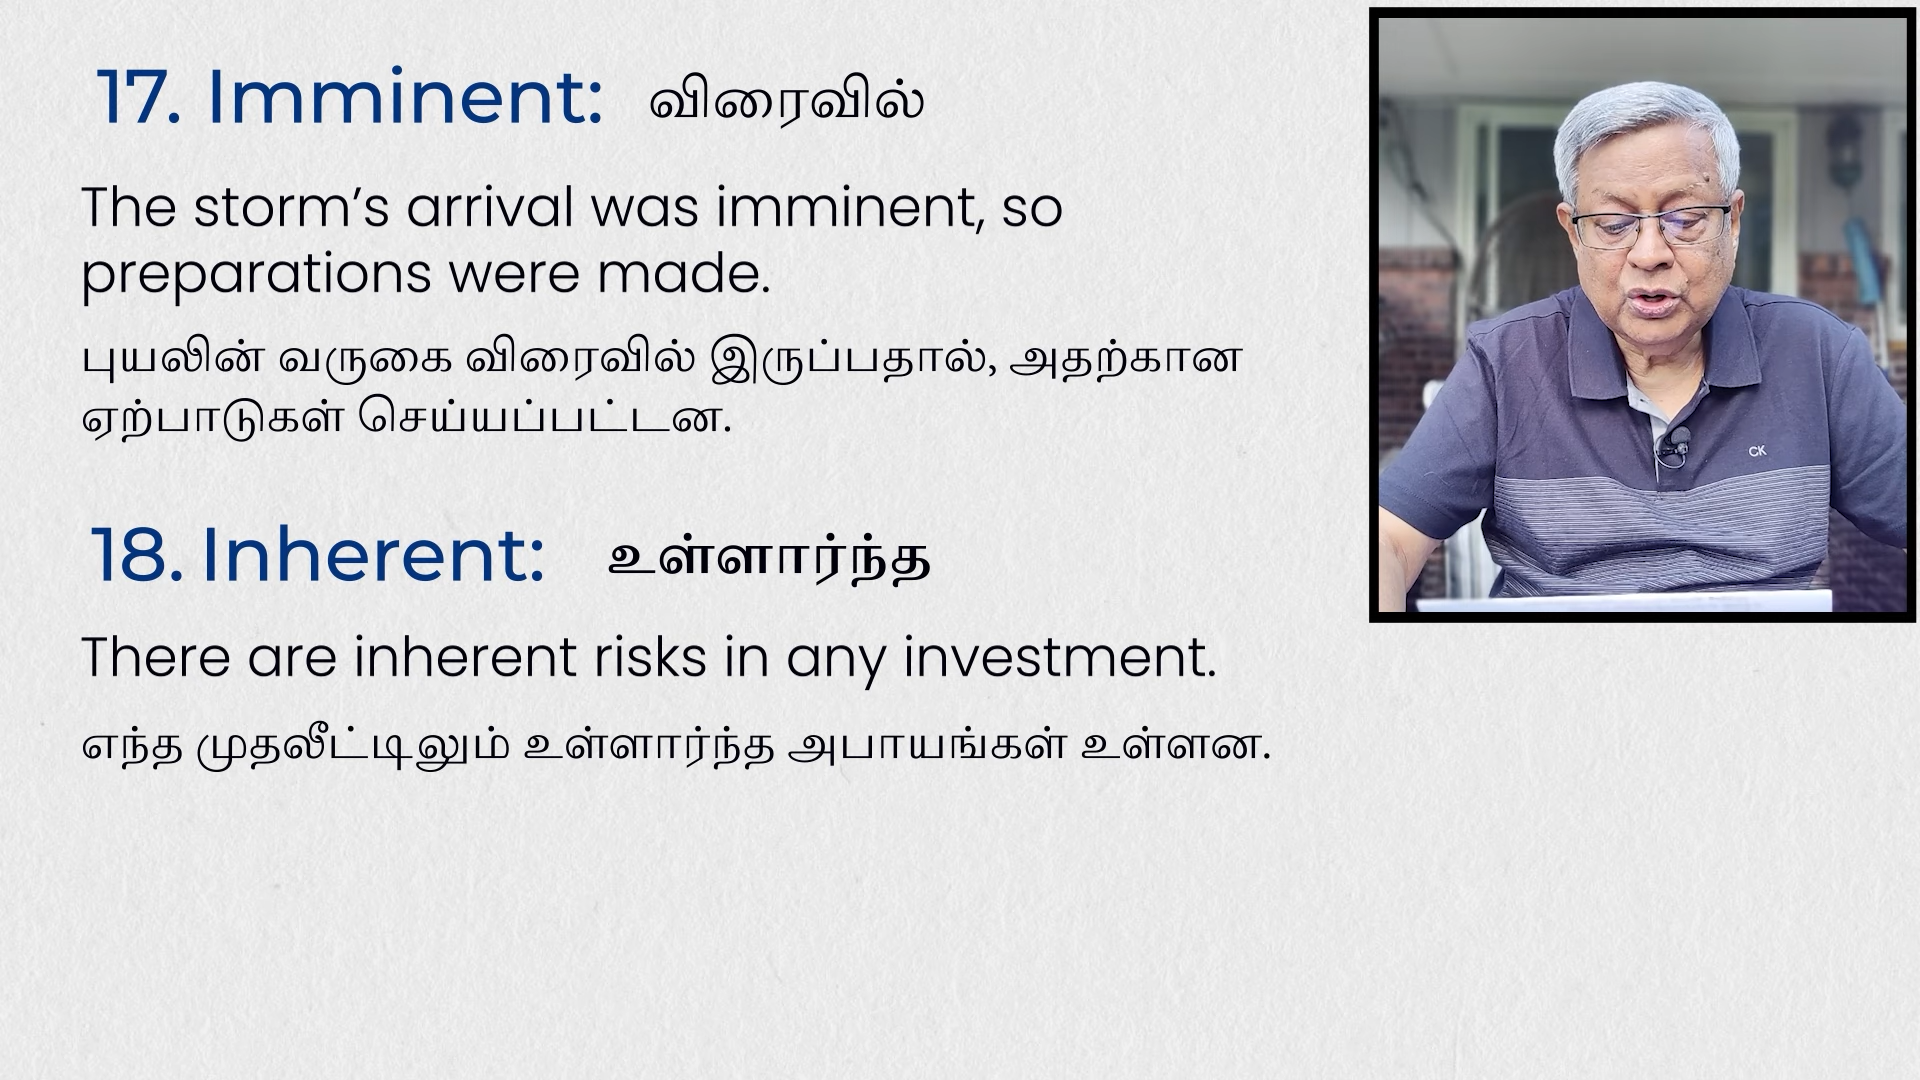 17. Imminent: விரைவில்
The storm’s arrival was imminent, so
preparations were made.
புயலின் வருகை விரைவில் இருப்பதால், அதற்கான
ஏற்பாடுகள் செய்யப்பட்டன.
18. Inherent: உள்ளார்ந்த
There are inherent risks in any investment.
எந்த முதலீட்டிலும் உள்ளார்ந்த அபாயங்கள் உள்ளன.
CK